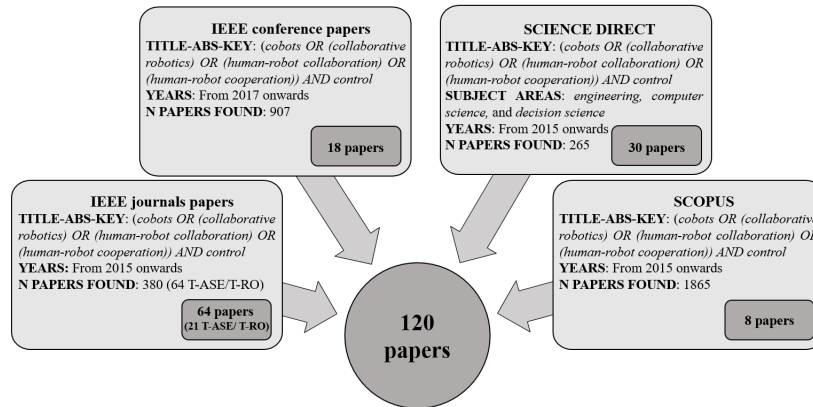 IEEE conference papers
TITLE-ABS-KEY: (cobots OR (collaborative
robotics) OR (human-robot collaboration) OR
(human-robot cooperation)) AND control
YEARS: From 2017 onwards
N PAPERS FOUND: 907
18 papers
SCIENCE DIRECT
TITLE-ABS-KEY: (cobots OR (collaborative
robotics) OR (human-robot collaboration) OR
(human-robot cooperation)) AND control
SUBJECT AREAS: engineering, computer
science, and decision science
YEARS: From 2015 onwards
N PAPERS FOUND: 265
30 papers
IEEE journals papers
TITLE-ABS-KEY: (cobots OR (collaborative
robotics) OR (human-robot collaboration) OR
(human-robot cooperation)) AND control
YEARS: From 2015 onwards
N PAPERS FOUND: 380 (64 T-ASE/T-RO)
64 papers
(21 T-ASE/ T-RO)
SCOPUS
TITLE-ABS-KEY: (cobots OR (collaborative
robotics) OR (human-robot collaboration) OR
(human-robot cooperation)) AND control
YEARS: From 2015 onwards
N PAPERS FOUND: 1865
8 papers
120
papers